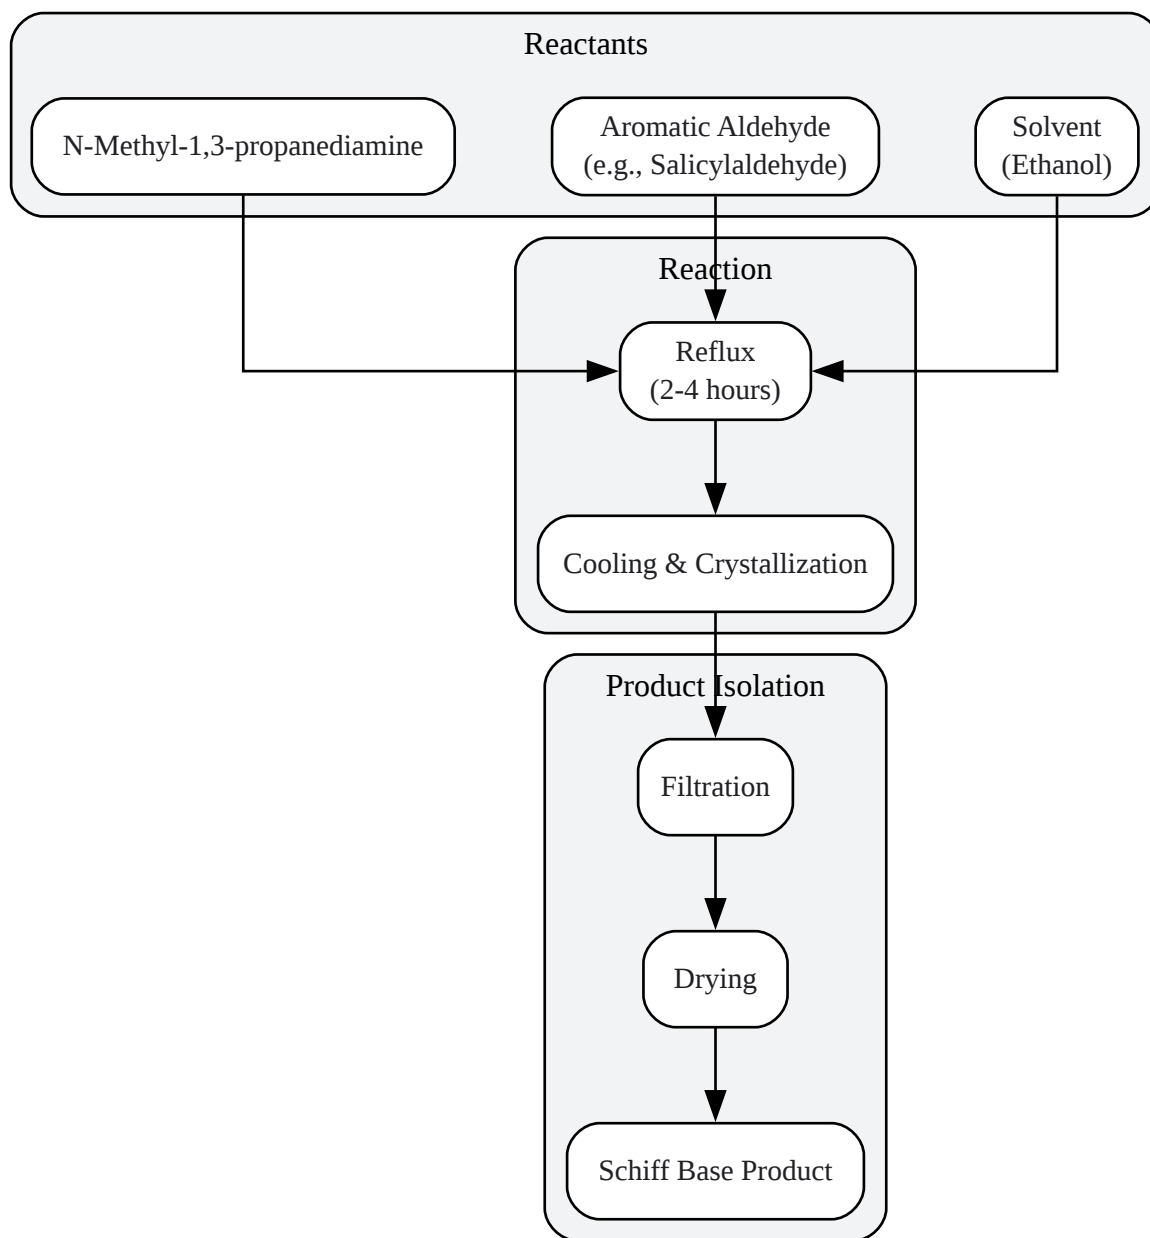 Reactants
N-Methyl-1,3-propanediamine
Aromatic Aldehyde
(e.g., Salicylaldehyde)
Solvent
(Ethanol)
Reaction
Reflux
(2-4 hours)
Cooling & Crystallization
Product Isolation
Filtration
Drying
Schiff Base Product